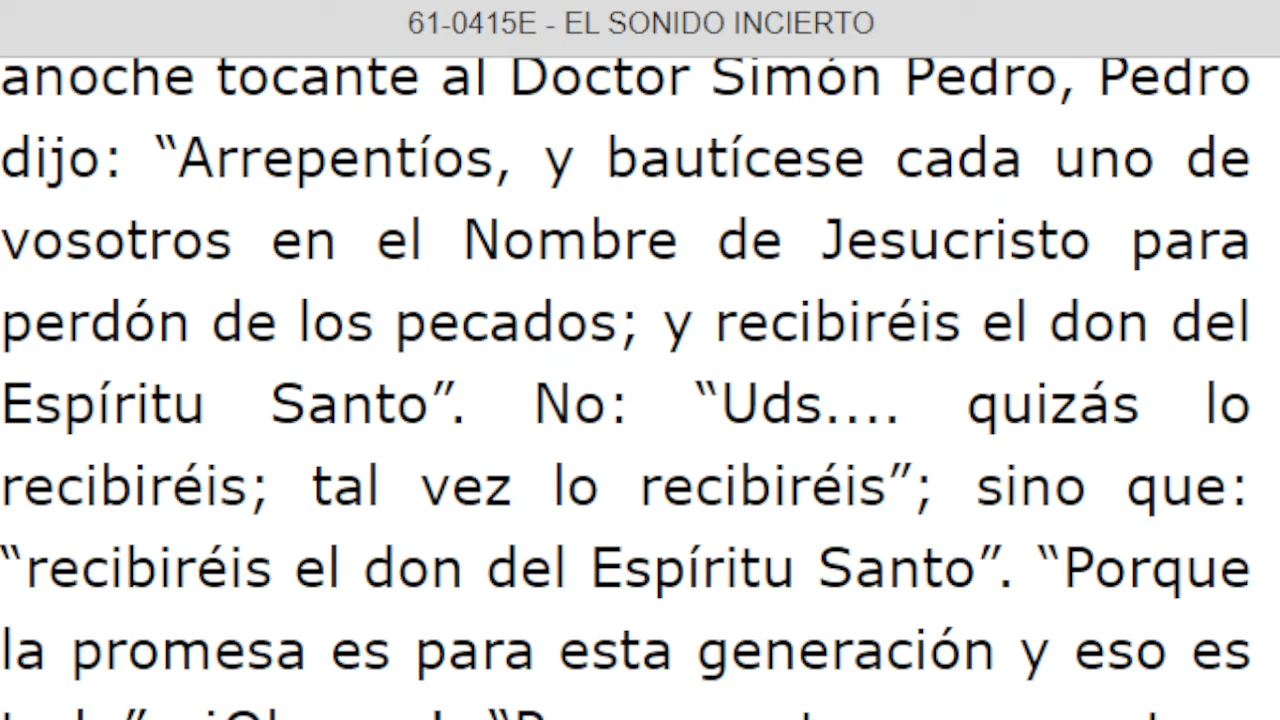 61-0415E - EL SONIDO INCIERTO
anoche tocante al Doctor Simón Pedro, Pedro
dijo: “Arrepentíos, y bautícese cada uno de
vosotros en el Nombre de Jesucristo para
perdón de los pecados; y recibiréis el don del
Espíritu Santo”. No: “Uds.... quizás lo
recibiréis; tal vez lo recibiréis”; sino que:
“recibiréis el don del Espíritu Santo”. “Porque
la promesa es para esta generación y eso es